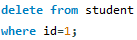 delete from student
where id=1;